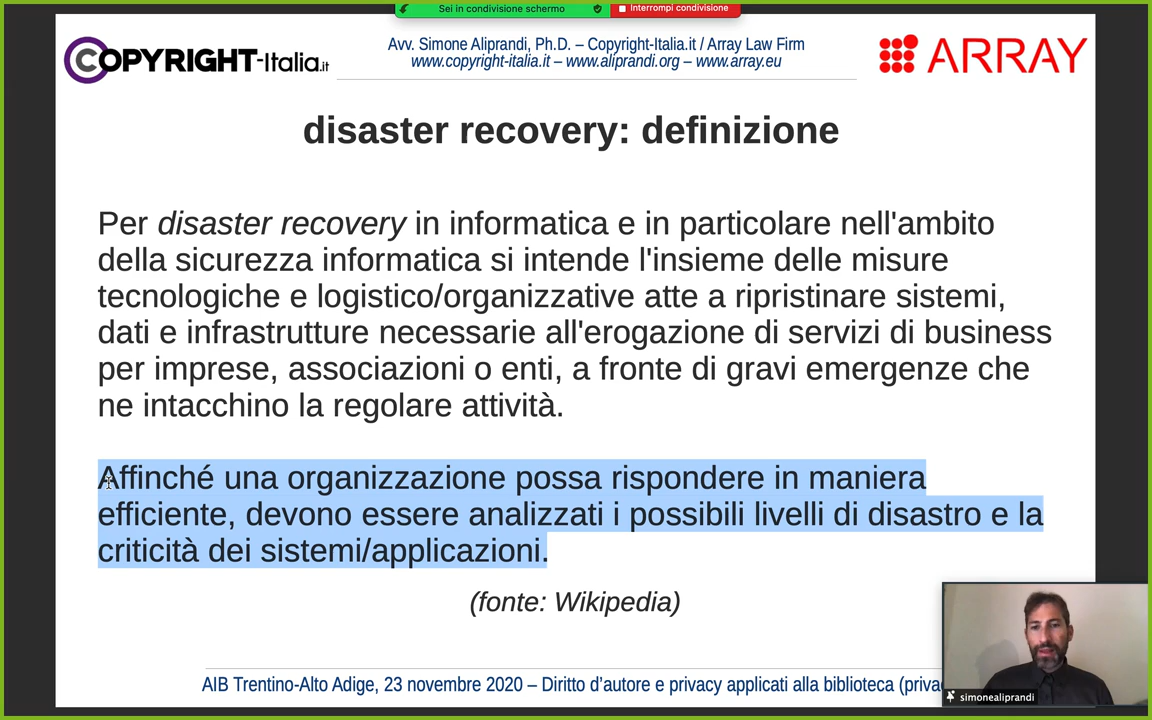 Sei in condivisione schermo
Interrompi condivisione
COPYRIGHT-Italia.it
Avv. Simone Aliprandi, Ph.D. – Copyright-Italia.it / Array Law Firm
www.copyright-italia.it – www.aliprandi.org – www.array.eu
ARRAY
disaster recovery: definizione
Per disaster recovery in informatica e in particolare nell'ambito
della sicurezza informatica si intende l'insieme delle misure
tecnologiche e logistico/organizzative atte a ripristinare sistemi,
dati e infrastrutture necessarie all'erogazione di servizi di business
per imprese, associazioni o enti, a fronte di gravi emergenze che
ne intacchino la regolare attività.
Affinché una organizzazione possa rispondere in maniera
efficiente, devono essere analizzati i possibili livelli di disastro e la
criticità dei sistemi/applicazioni.
(fonte: Wikipedia)
AIB Trentino-Alto Adige, 23 novembre 2020 – Diritto d'autore e privacy applicati alla biblioteca
simonealiprandi